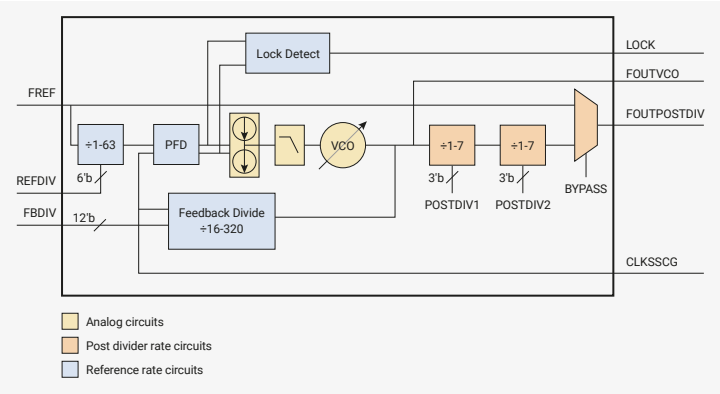 Lock Detect
LOCK
FOUTVCO
FREF
FOUTPOSTDIV
÷1-63
PFD
VCO
÷1-7
÷1-7
6'b
REFDIV
3'b
3'b
BYPASS
POSTDIV1
POSTDIV2
FBDIV
12'b
Feedback Divide
÷16-320
CLKSSCG
Analog circuits
Post divider rate circuits
Reference rate circuits